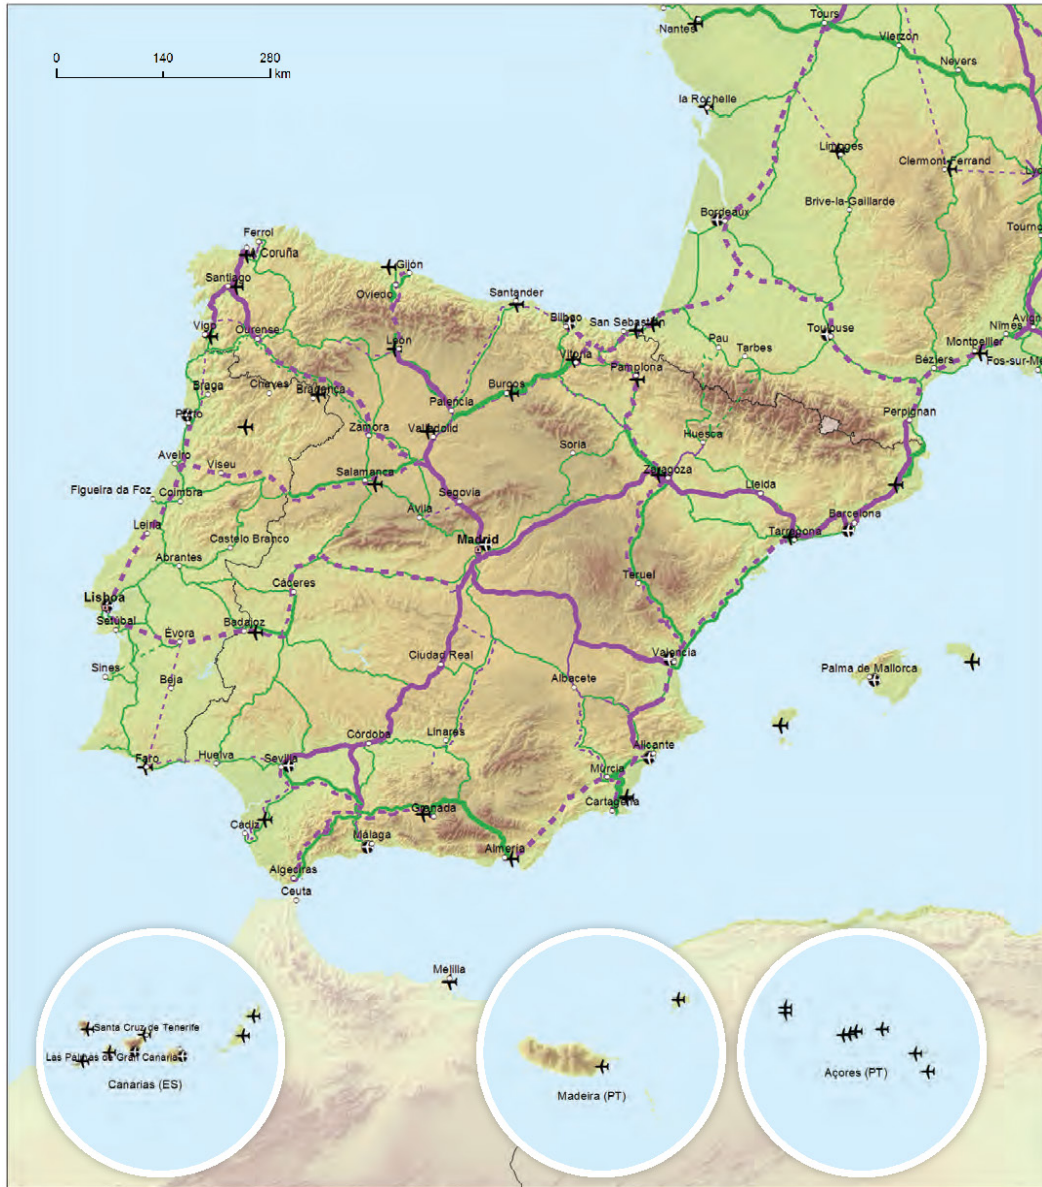 Tours
Nantes
Vierzon
Nevers
0 140 280
km
la Rochelle
Limoges
Clermont-Ferrand
Brive-la-Gaillarde
Bordeaux
Ferrol
Coruña
Gijón
Santiago
Oviedo
Santander
Bilbao
San Sebastián
Vigo
Ourense
León
Vitoria
Pau
Tarbes
Toulouse
Nîmes
Montpellier
Béziers
Pamplona
Braga
Chèves
Bragança
Burgos
Palencia
Perpignan
Porto
Zamora
Valladolid
Soria
Huesca
Aveiro
Viseu
Salamanca
Zaragoza
Lleida
Figueira da Foz
Coimbra
Segovia
Ávila
Barcelona
Leiria
Castelo Branco
Madrid
Tarragona
Abrantes
Cáceres
Teruel
Lisboa
Setúbal
Évora
Badajoz
Valencia
Ciudad Real
Sines
Beja
Albacete
Palma de Mallorca
Córdoba
Linares
Alicante
Faro
Huelva
Sevilla
Murcia
Cartagena
Granada
Cádiz
Málaga
Almería
Algeciras
Ceuta
Melilla
Santa Cruz de Tenerife
Las Palmas de Gran Canaria
Canarias (ES)
Madeira (PT)
Açores (PT)